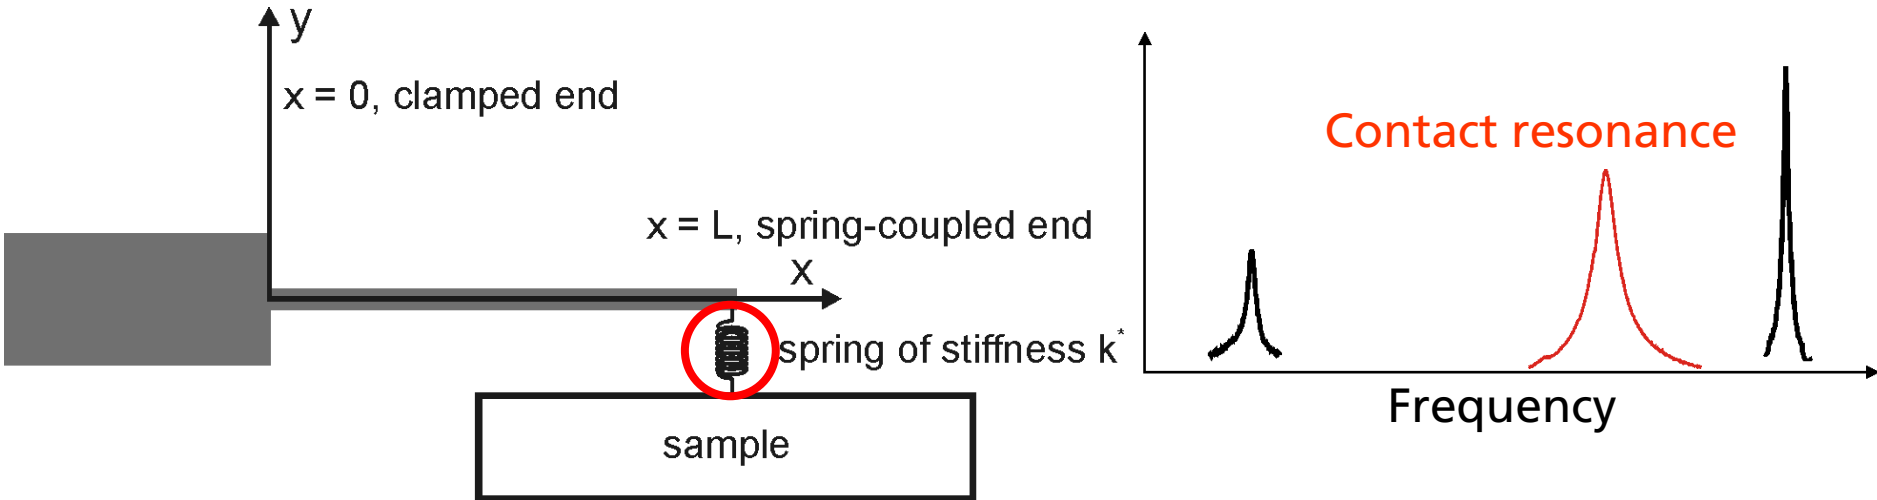 y
x = 0, clamped end
x = L, spring-coupled end
x
spring of stiffness k*
sample
Contact resonance
Frequency